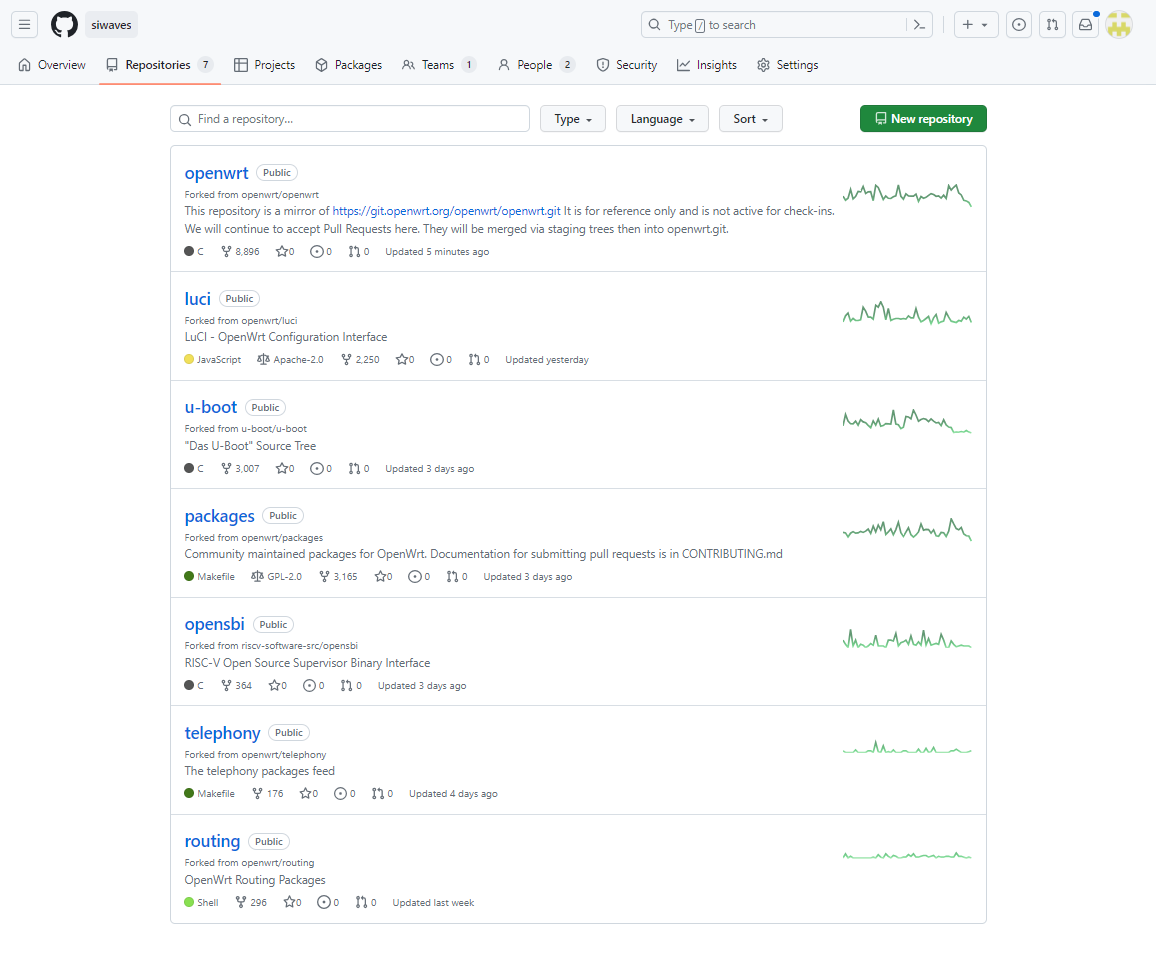 siwaves
Type / to search
Overview Repositories 7 Projects Packages Teams 1 People 2 Security Insights Settings
Find a repository... Type Language Sort New repository
openwrt Public
Forked from openwrt/openwrt
This repository is a mirror of https://git.openwrt.org/openwrt/openwrt.git It is for reference only and is not active for check-ins.
We will continue to accept Pull Requests here. They will be merged via staging trees then into openwrt.git.
C 8,896 0 0 0 Updated 5 minutes ago
luci Public
Forked from openwrt/luci
LuCI - OpenWrt Configuration Interface
JavaScript Apache-2.0 2,250 0 0 0 Updated yesterday
u-boot Public
Forked from u-boot/u-boot
"Das U-Boot" Source Tree
C 3,007 0 0 0 Updated 3 days ago
packages Public
Forked from openwrt/packages
Community maintained packages for OpenWrt. Documentation for submitting pull requests is in CONTRIBUTING.md
Makefile GPL-2.0 3,165 0 0 0 Updated 3 days ago
opensbi Public
Forked from riscv-software-src/opensbi
RISC-V Open Source Supervisor Binary Interface
C 364 0 0 0 Updated 3 days ago
telephony Public
Forked from openwrt/telephony
The telephony packages feed
Makefile 176 0 0 0 Updated 4 days ago
routing Public
Forked from openwrt/routing
OpenWrt Routing Packages
Shell 296 0 0 0 Updated last week